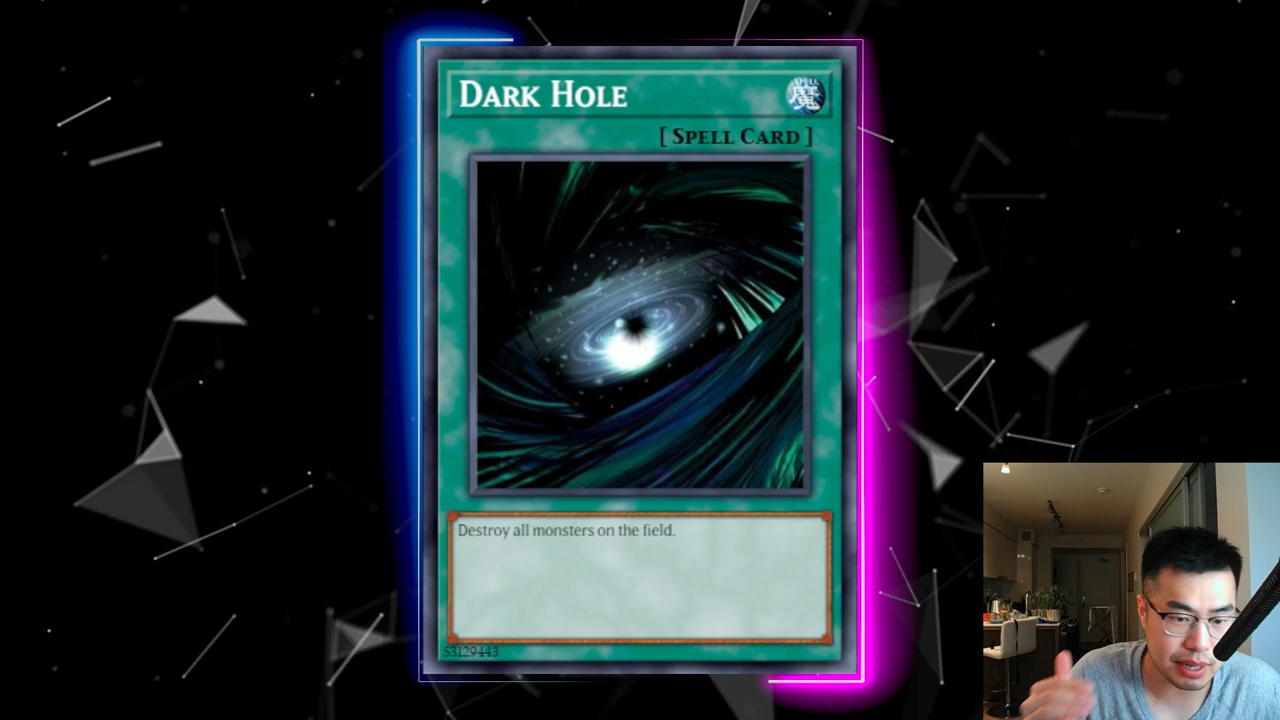 DARK HOLE
魔
[ SPELL CARD ]
Destroy all monsters on the field.
53129443